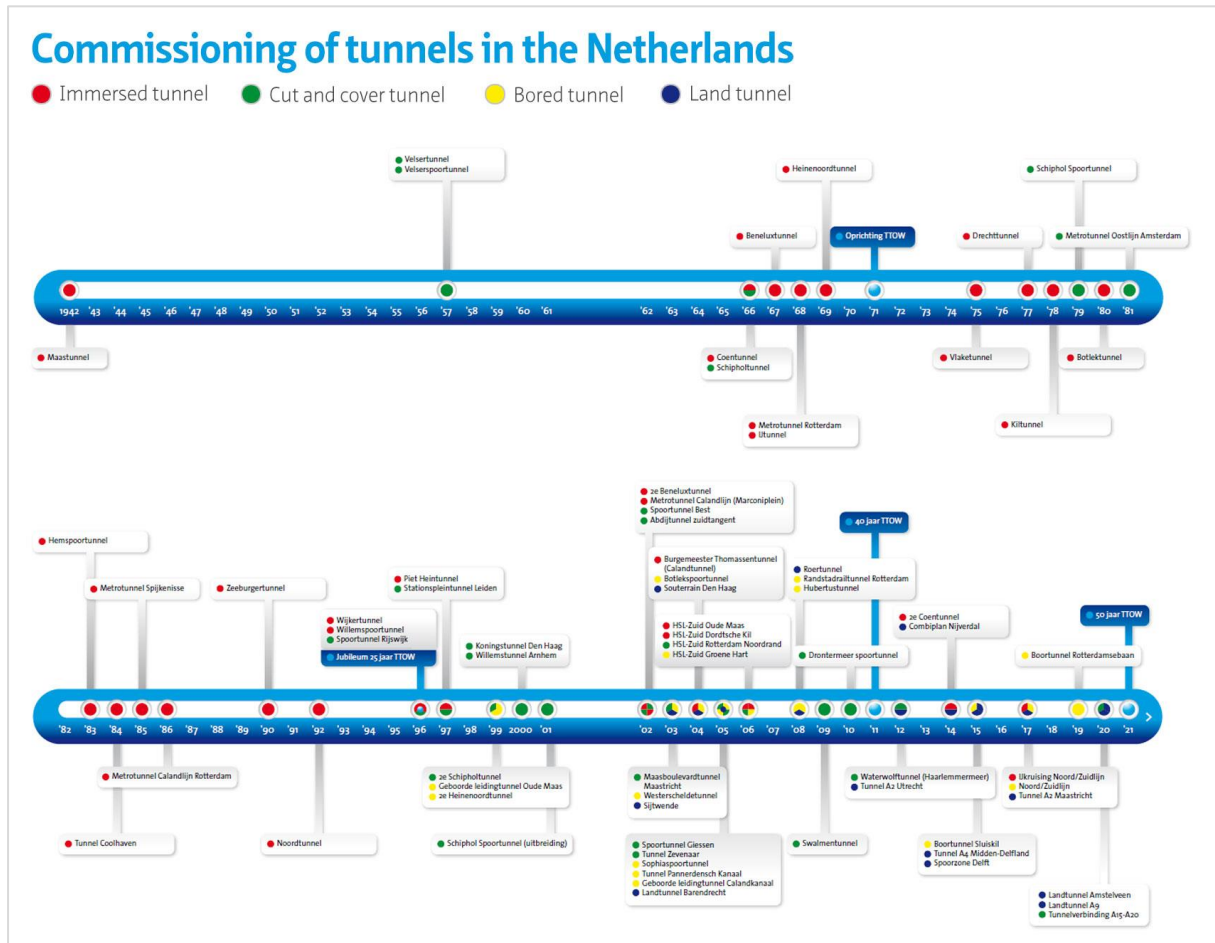 Commissioning of tunnels in the Netherlands
Immersed tunnel Cut and cover tunnel Bored tunnel Land tunnel
Velsertunnel
Velserspoortunnel
Heinenoordtunnel
Schiphol Spoortunnel
Beneluxtunnel
Oprichting TTOW
Drechttunnel
Metrotunnel Oostlijn Amsterdam
1942 '43 '44 '45 '46 '47 '48 '49 '50 '51 '52 '53 '54 '55 '56 '57 '58 '59 '60 '61 '62 '63 '64 '65 '66 '67 '68 '69 '70 '71 '72 '73 '74 '75 '76 '77 '78 '79 '80 '81
Maastunnel
Coentunnel
Schipholtunnel
Vlaketunnel
Botlektunnel
Metrotunnel Rotterdam
IJtunnel
Kiltunnel
2e Beneluxtunnel
Metrotunnel Calandlijn (Marconiplein)
Spoortunnel Best
Abdijtunnel zuidtangent
40 jaar TTOW
Hemspoortunnel
Burgemeester Thomassentunnel
(Calandtunnel)
Botlekspoortunnel
Souterrain Den Haag
Roertunnel
Randstadrailtunnel Rotterdam
Hubertustunnel
Metrotunnel Spijkenisse
Zeeburgertunnel
Piet Heintunnel
Stationspleintunnel Leiden
Wijkertunnel
Willemspoortunnel
Spoortunnel Rijswijk
Jubileum 25 jaar TTOW
HSL-Zuid Oude Maas
HSL-Zuid Dordtsche Kil
HSL-Zuid Rotterdam Noordrand
HSL-Zuid Groene Hart
2e Coentunnel
Combiplan Nijverdal
50 jaar TTOW
Koningstunnel Den Haag
Willemstunnel Arnhem
Drontermeer spoortunnel
Boortunnel Rotterdamsebaan
'82 '83 '84 '85 '86 '87 '88 '89 '90 '91 '92 '93 '94 '95 '96 '97 '98 '99 2000 '01 '02 '03 '04 '05 '06 '07 '08 '09 '10 '11 '12 '13 '14 '15 '16 '17 '18 '19 '20 '21
Metrotunnel Calandlijn Rotterdam
2e Schipholtunnel
Geboorde leidingtunnel Oude Maas
2e Heinenoordtunnel
Maasboulevardtunnel
Maastricht
Westerscheldetunnel
Sijtwende
Waterwolftunnel (Haarlemmermeer)
Tunnel A2 Utrecht
IJkruising Noord/Zuidlijn
Noord/Zuidlijn
Tunnel A2 Maastricht
Tunnel Coolhaven
Noordtunnel
Schiphol Spoortunnel (uitbreiding)
Spoortunnel Giessen
Tunnel Zevenaar
Sophiaspoortunnel
Tunnel Pannerdensch Kanaal
Geboorde leidingtunnel Calandkanaal
Landtunnel Barendrecht
Swalmentunnel
Boortunnel Sluiskil
Tunnel A4 Midden-Delfland
Spoorzone Delft
Landtunnel Amstelveen
Landtunnel A9
Tunnelverbinding A15-A20